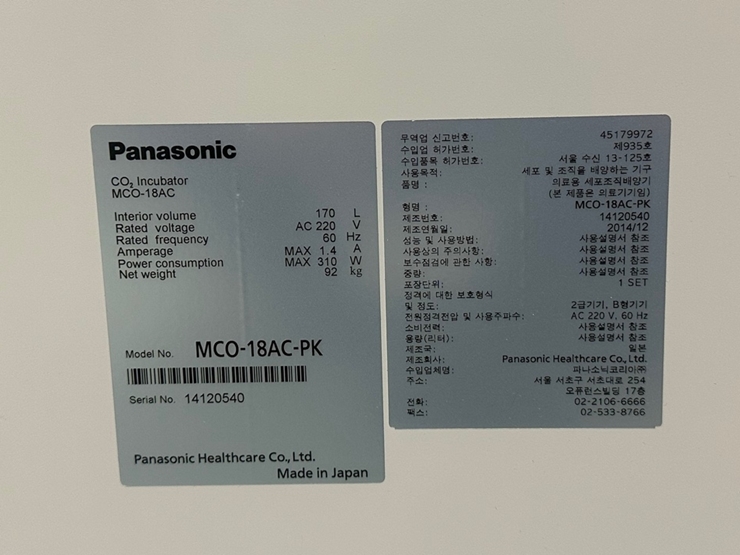 Panasonic
CO₂ Incubator
MCO-18AC
Interior volume 170 L
Rated voltage AC 220 V
Rated frequency 60 Hz
Amperage MAX 1.4 A
Power consumption MAX 310 W
Net weight 92 kg
Model No. MCO-18AC-PK
Serial No. 14120540
Panasonic Healthcare Co., Ltd.
Made in Japan
무역업 신고번호: 45179972
수입업 허가번호: 제935호
수입품목 허가번호: 서울 수신 13-125호
사용목적: 세포 및 조직을 배양하는 기구
품명 : 의료용 세포조직배양기
(본 제품은 의료기기임)
형명 : MCO-18AC-PK
제조번호: 14120540
제조연월일: 2014/12
성능 및 사용방법: 사용설명서 참조
사용상의 주의사항: 사용설명서 참조
보수점검에 관한 사항: 사용설명서 참조
중량: 사용설명서 참조
포장단위: 1 SET
정격에 대한 보호형식
및 정도: 2급기기, B형기기
전원정격전압 및 사용주파수: AC 220 V, 60 Hz
소비전력: 사용설명서 참조
용량(리터): 사용설명서 참조
제조국: 일본
제조회사: Panasonic Healthcare Co., Ltd.
수입업체명: 파나소닉코리아㈜
주소: 서울 서초구 서초대로 254
오퓨런스빌딩 17층
전화: 02-2106-6666
팩스: 02-533-8766